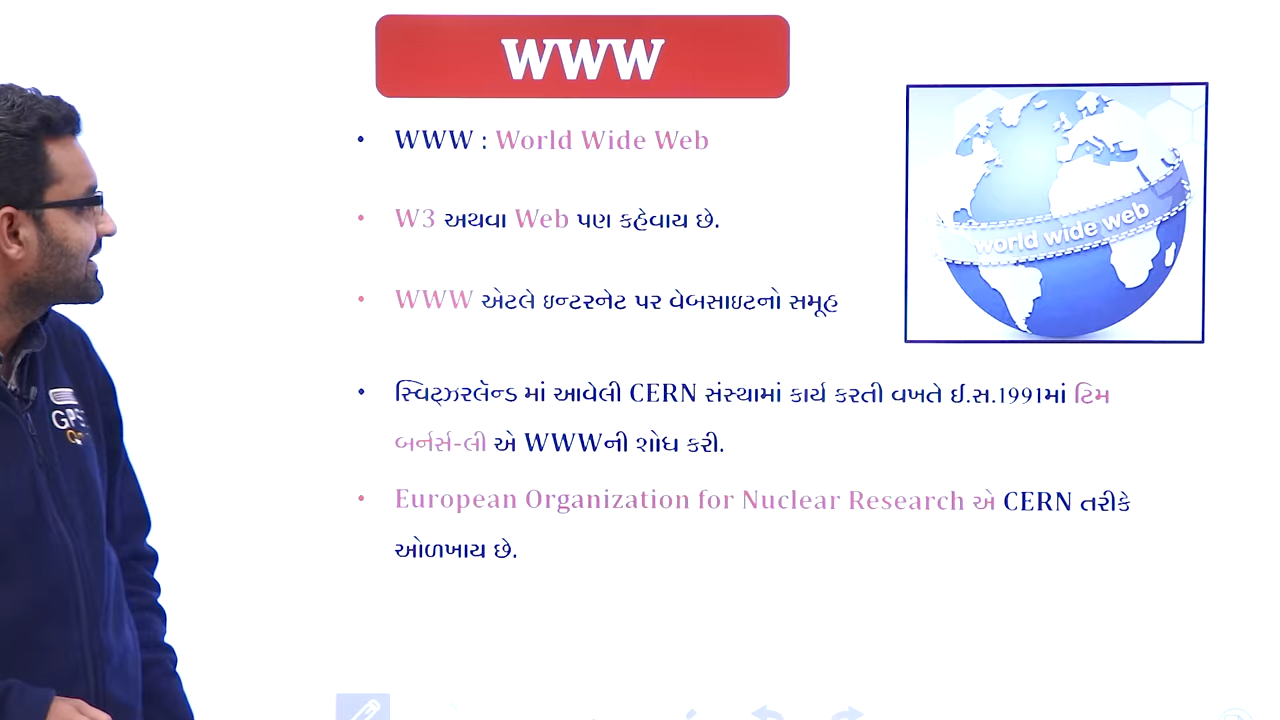 WWW
• WWW : World Wide Web
• W3 અથવા Web પણ કહેવાય છે.
• WWW એટલે ઇન્ટરનેટ પર વેબસાઇટનો સમૂહ
world wide web
• સ્વિટ્ઝરલૅન્ડ માં આવેલી CERN સંસ્થામાં કાર્ય કરતી વખતે ઈ.સ.1991માં ટિમ
બર્નર્સ-લી એ WWWની શોધ કરી.
• European Organization for Nuclear Research એ CERN તરીકે
ઓળખાય છે.